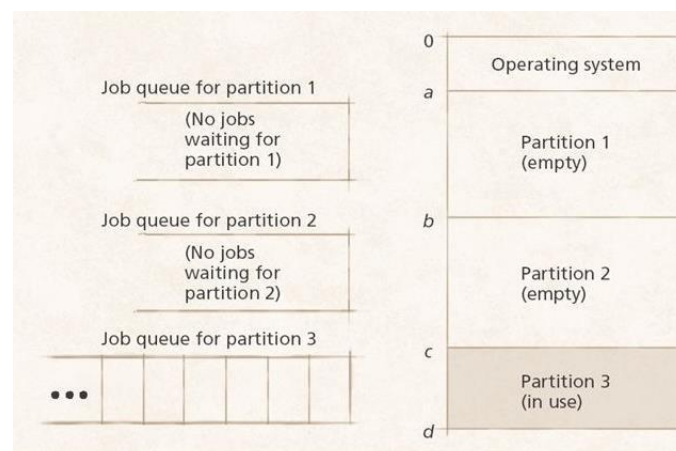 Job queue for partition 1
(No jobs
waiting for
partition 1)
Job queue for partition 2
(No jobs
waiting for
partition 2)
Job queue for partition 3
•••
0
Operating system
a
Partition 1
(empty)
b
Partition 2
(empty)
c
Partition 3
(in use)
d